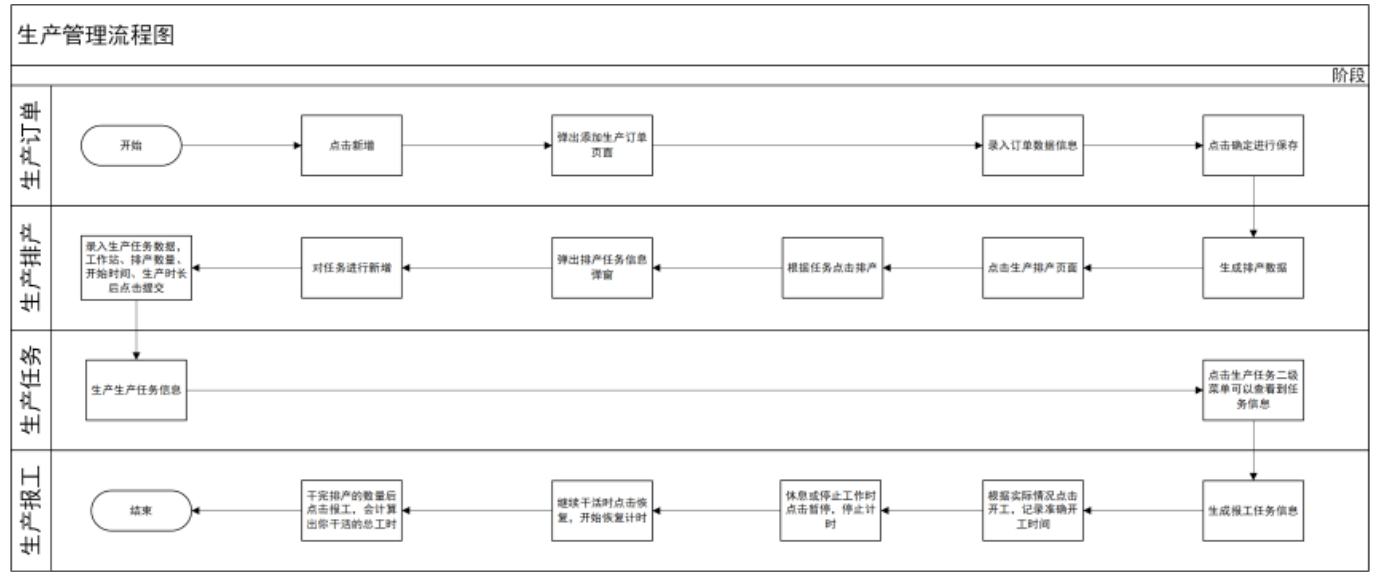 生产管理流程图
阶段
生产订单
开始
点击新增
弹出添加生产订单
页面
录入订单数据信息
点击确定进行保存
生产排产
录入生产任务数据，
工作站、排产数量、
开始时间、生产时长
后点击提交
对任务进行新增
弹出排产任务信息
弹窗
根据任务点击排产
点击生产排产页面
生成排产数据
生产任务
生产生产任务信息
点击生产任务二级
菜单可以查看到任
务信息
生产报工
结束
干完排产的数量后
点击报工，会计算
出你干活的总工时
继续干活时点击恢
复，开始恢复计时
休息或停止工作时
点击暂停，停止计
时
根据实际情况点击
开工，记录准确开
工时间
生成报工任务信息